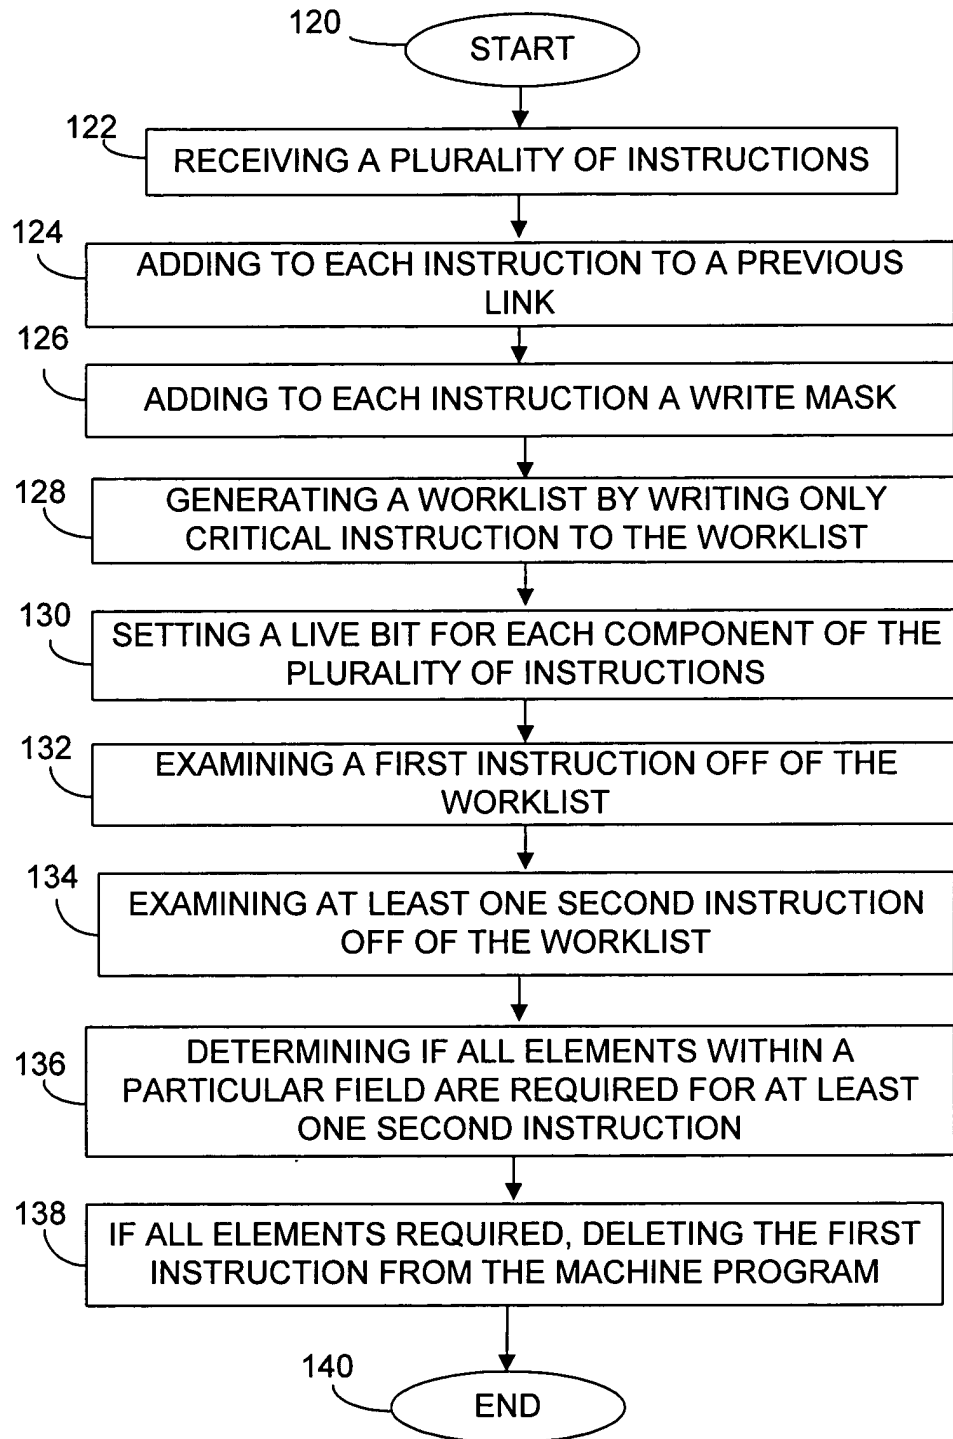 120
START
122
RECEIVING A PLURALITY OF INSTRUCTIONS
124
ADDING TO EACH INSTRUCTION TO A PREVIOUS
LINK
126
ADDING TO EACH INSTRUCTION A WRITE MASK
128
GENERATING A WORKLIST BY WRITING ONLY
CRITICAL INSTRUCTION TO THE WORKLIST
130
SETTING A LIVE BIT FOR EACH COMPONENT OF THE
PLURALITY OF INSTRUCTIONS
132
EXAMINING A FIRST INSTRUCTION OFF OF THE
WORKLIST
134
EXAMINING AT LEAST ONE SECOND INSTRUCTION
OFF OF THE WORKLIST
136
DETERMINING IF ALL ELEMENTS WITHIN A
PARTICULAR FIELD ARE REQUIRED FOR AT LEAST
ONE SECOND INSTRUCTION
138
IF ALL ELEMENTS REQUIRED, DELETING THE FIRST
INSTRUCTION FROM THE MACHINE PROGRAM
140
END